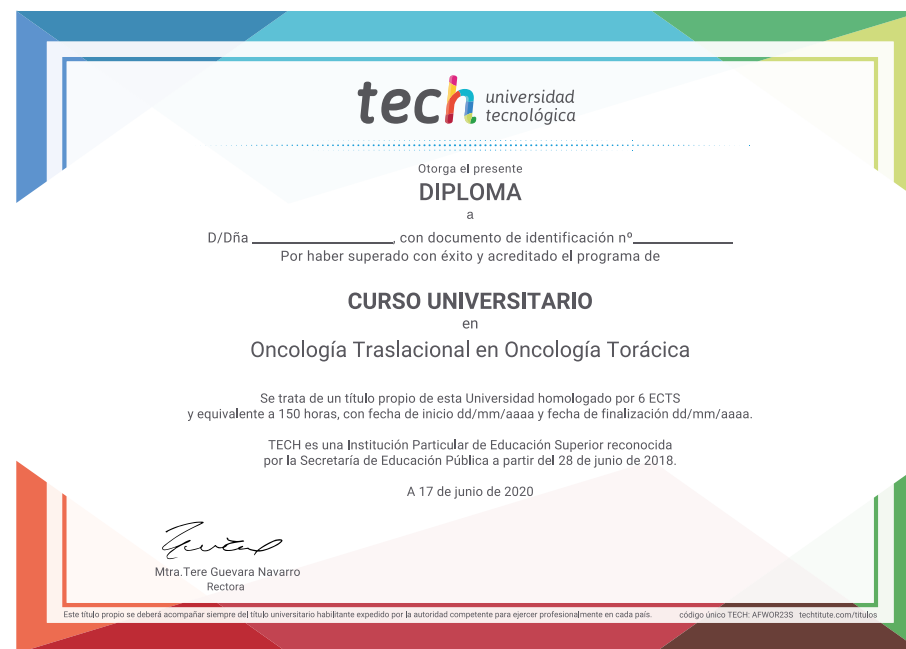 tech universidad
tecnológica
Otorga el presente
DIPLOMA
a
D/Dña ____________________, con documento de identificación nº______________
Por haber superado con éxito y acreditado el programa de
CURSO UNIVERSITARIO
en
Oncología Traslacional en Oncología Torácica
Se trata de un título propio de esta Universidad homologado por 6 ECTS
y equivalente a 150 horas, con fecha de inicio dd/mm/aaaa y fecha de finalización dd/mm/aaaa.
TECH es una Institución Particular de Educación Superior reconocida
por la Secretaría de Educación Pública a partir del 28 de junio de 2018.
A 17 de junio de 2020
Mtra.Tere Guevara Navarro
Rectora
Este título propio se deberá acompañar siempre del título universitario habilitante expedido por la autoridad competente para ejercer profesionalmente en cada país. código único TECH: AFWOR23S techtitute.com/titulos